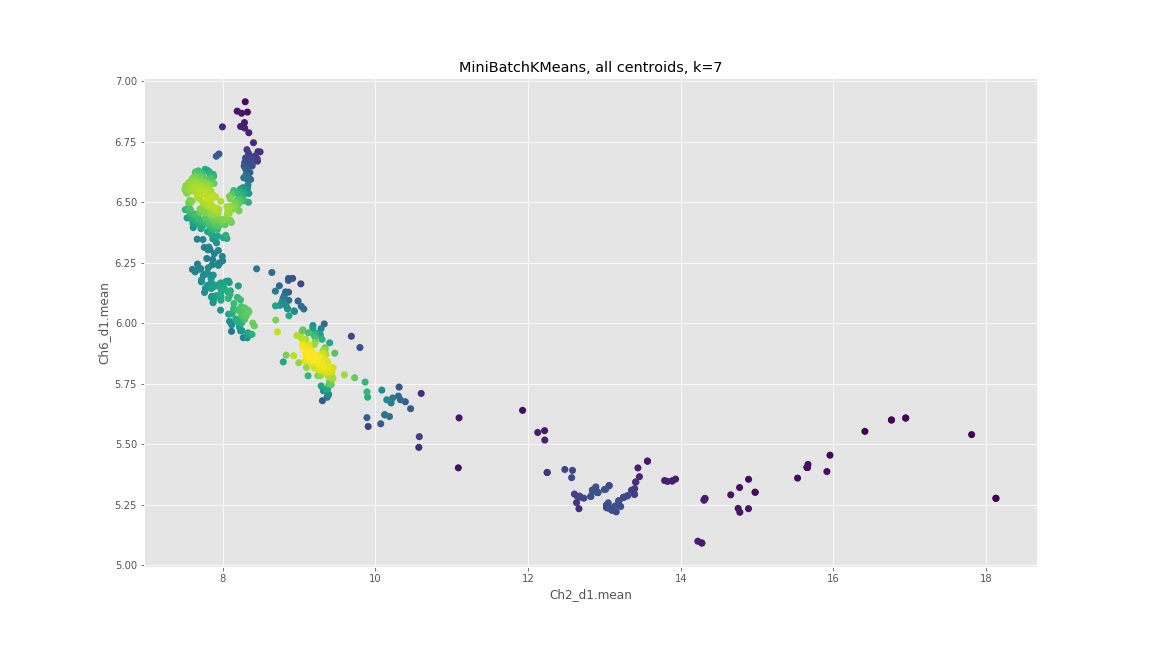 MiniBatchKMeans, all centroids, k=7
7.00
6.75
6.50
6.25
6.00
5.75
5.50
5.25
5.00
Ch6_d1.mean
8 10 12 14 16 18
Ch2_d1.mean